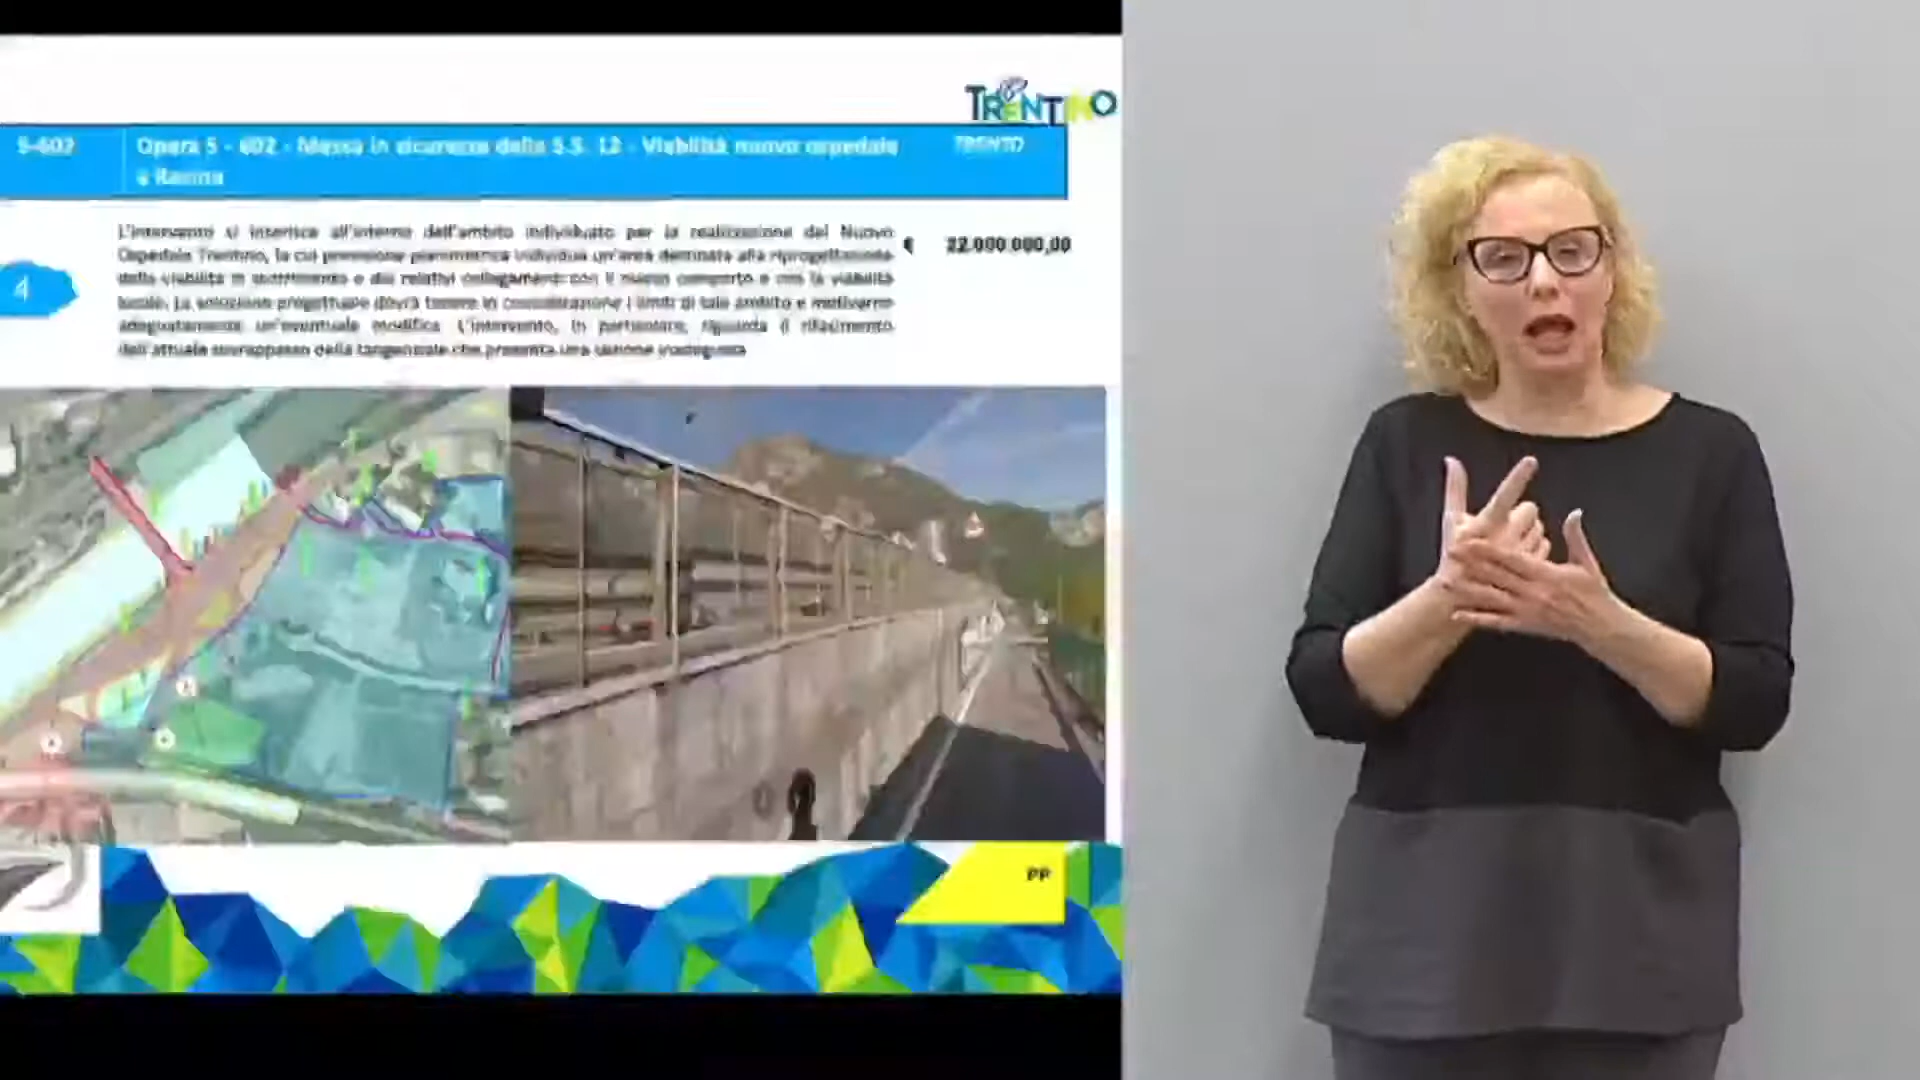 TRENTINO
S-602
Opera S - 602 - Messa in sicurezza della S.S. 12 - Viabilità nuovo ospedale
e Ravina
TRENTO
L'intervento si inserisce all'interno dell'ambito individuato per la realizzazione del Nuovo
Ospedale Trentino, la cui previsione planimetrica individua un'area destinata alla riprogettazione
della viabilità in scorrimento e dei relativi collegamenti con il nuovo comparto e con la viabilità
locale. La soluzione progettuale dovrà tenere in considerazione i limiti di tale ambito e motiverne
adeguatamente un'eventuale modifica. L'intervento, in particolare, riguarda il rifacimento
dell'attuale sovrappasso della tangenziale che presenta una sezione inadeguata
€ 22.000.000,00
4
PP